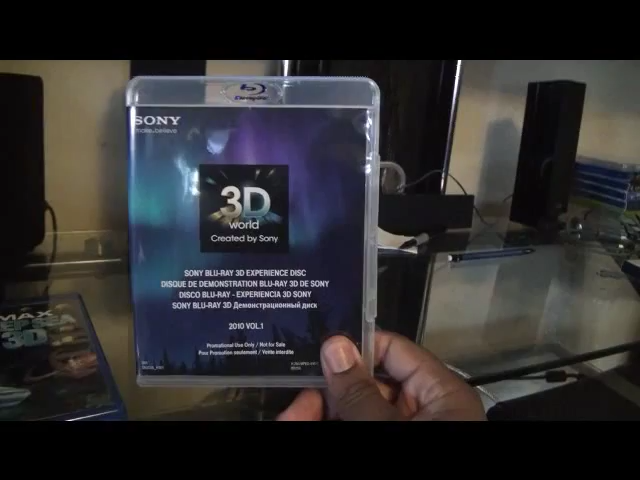 SONY
make.believe
3D
world
Created by Sony
SONY BLU-RAY 3D EXPERIENCE DISC
DISQUE DE DEMONSTRATION BLU-RAY 3D DE SONY
DISCO BLU-RAY - EXPERIENCIA 3D SONY
SONY BLU-RAY 3D Демонстрационный диск
2010 VOL.1
Promotional Use Only / Not for Sale
Pour Promotion seulement / Vente interdite
3D